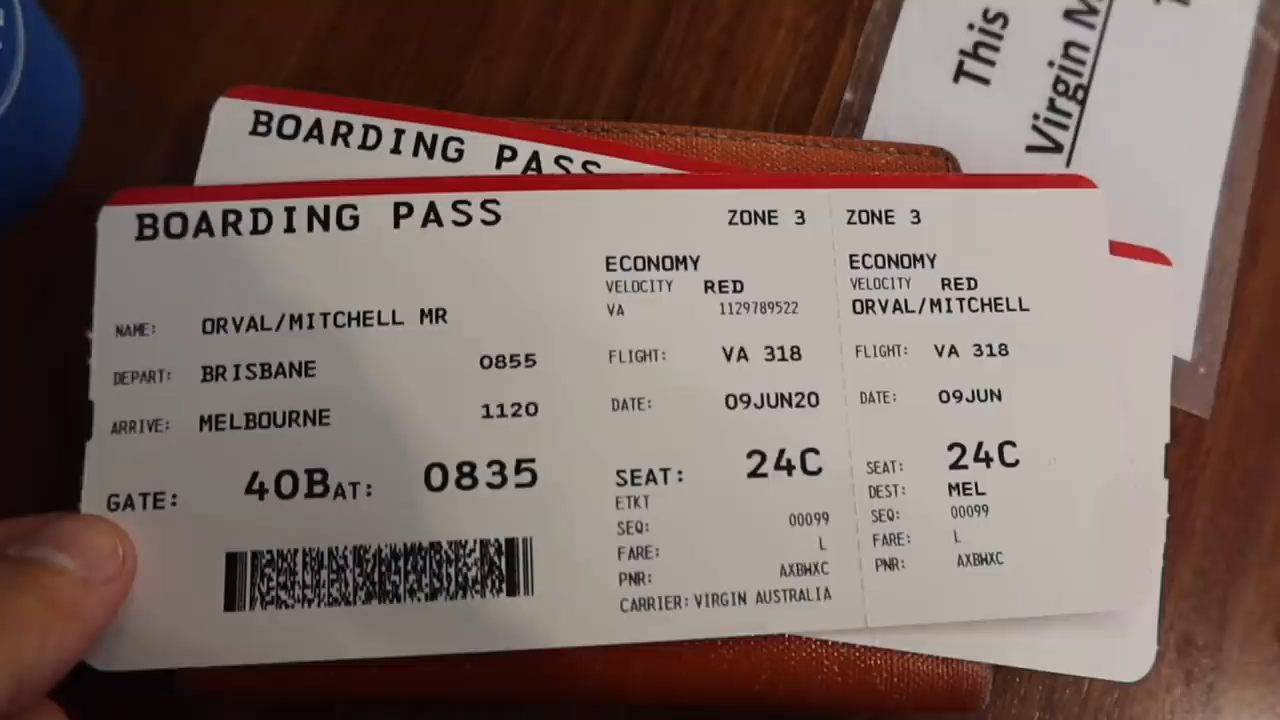 This
Virgin
BOARDING PASS
BOARDING PASS
ZONE 3
ECONOMY
VELOCITY RED
VA 1129789522
NAME: ORVAL/MITCHELL MR
DEPART: BRISBANE 0855
FLIGHT: VA 318
ARRIVE: MELBOURNE 1120
DATE: 09JUN20
GATE: 40B AT: 0835
SEAT: 24C
ETKT
SEQ: 00099
FARE: L
PNR: AXBWXC
CARRIER: VIRGIN AUSTRALIA
ZONE 3
ECONOMY
VELOCITY RED
ORVAL/MITCHELL
FLIGHT: VA 318
DATE: 09JUN
SEAT: 24C
DEST: MEL
SEQ: 00099
FARE: L
PNR: AXBWXC